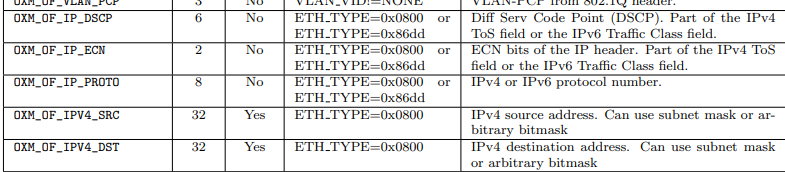 OXM_OF_VLAN_PCP 3 No VLAN_VID!=NONE VLAN-PCP from 802.1Q header.
OXM_OF_IP_DSCP 6 No ETH_TYPE=0x0800 or Diff Serv Code Point (DSCP). Part of the IPv4
ETH_TYPE=0x86dd ToS field or the IPv6 Traffic Class field.
OXM_OF_IP_ECN 2 No ETH_TYPE=0x0800 or ECN bits of the IP header. Part of the IPv4 ToS
ETH_TYPE=0x86dd field or the IPv6 Traffic Class field.
OXM_OF_IP_PROTO 8 No ETH_TYPE=0x0800 or IPv4 or IPv6 protocol number.
ETH_TYPE=0x86dd
OXM_OF_IPV4_SRC 32 Yes ETH_TYPE=0x0800 IPv4 source address. Can use subnet mask or ar-
bitrary bitmask
OXM_OF_IPV4_DST 32 Yes ETH_TYPE=0x0800 IPv4 destination address. Can use subnet mask
or arbitrary bitmask